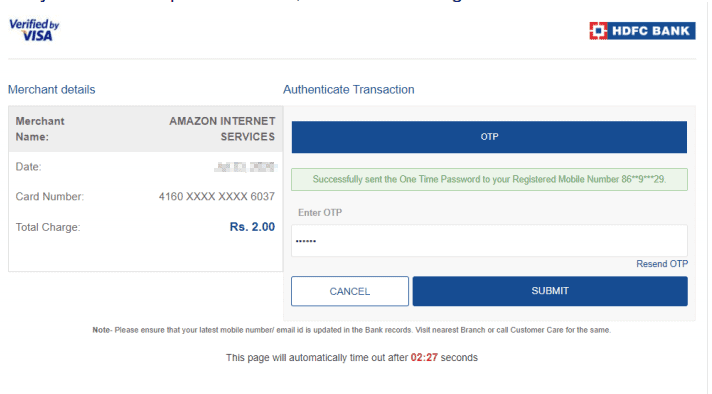 Verified by
VISA
HDFC BANK
Merchant details
Authenticate Transaction
Merchant
Name:
AMAZON INTERNET
SERVICES
OTP
Date:
Successfully sent the One Time Password to your Registered Mobile Number 86**9***29.
Card Number:
4160 XXXX XXXX 6037
Enter OTP
Total Charge:
Rs. 2.00
••••••
Resend OTP
CANCEL
SUBMIT
Note- Please ensure that your latest mobile number/ email id is updated in the Bank records. Visit nearest Branch or call Customer Care for the same.
This page will automatically time out after 02:27 seconds